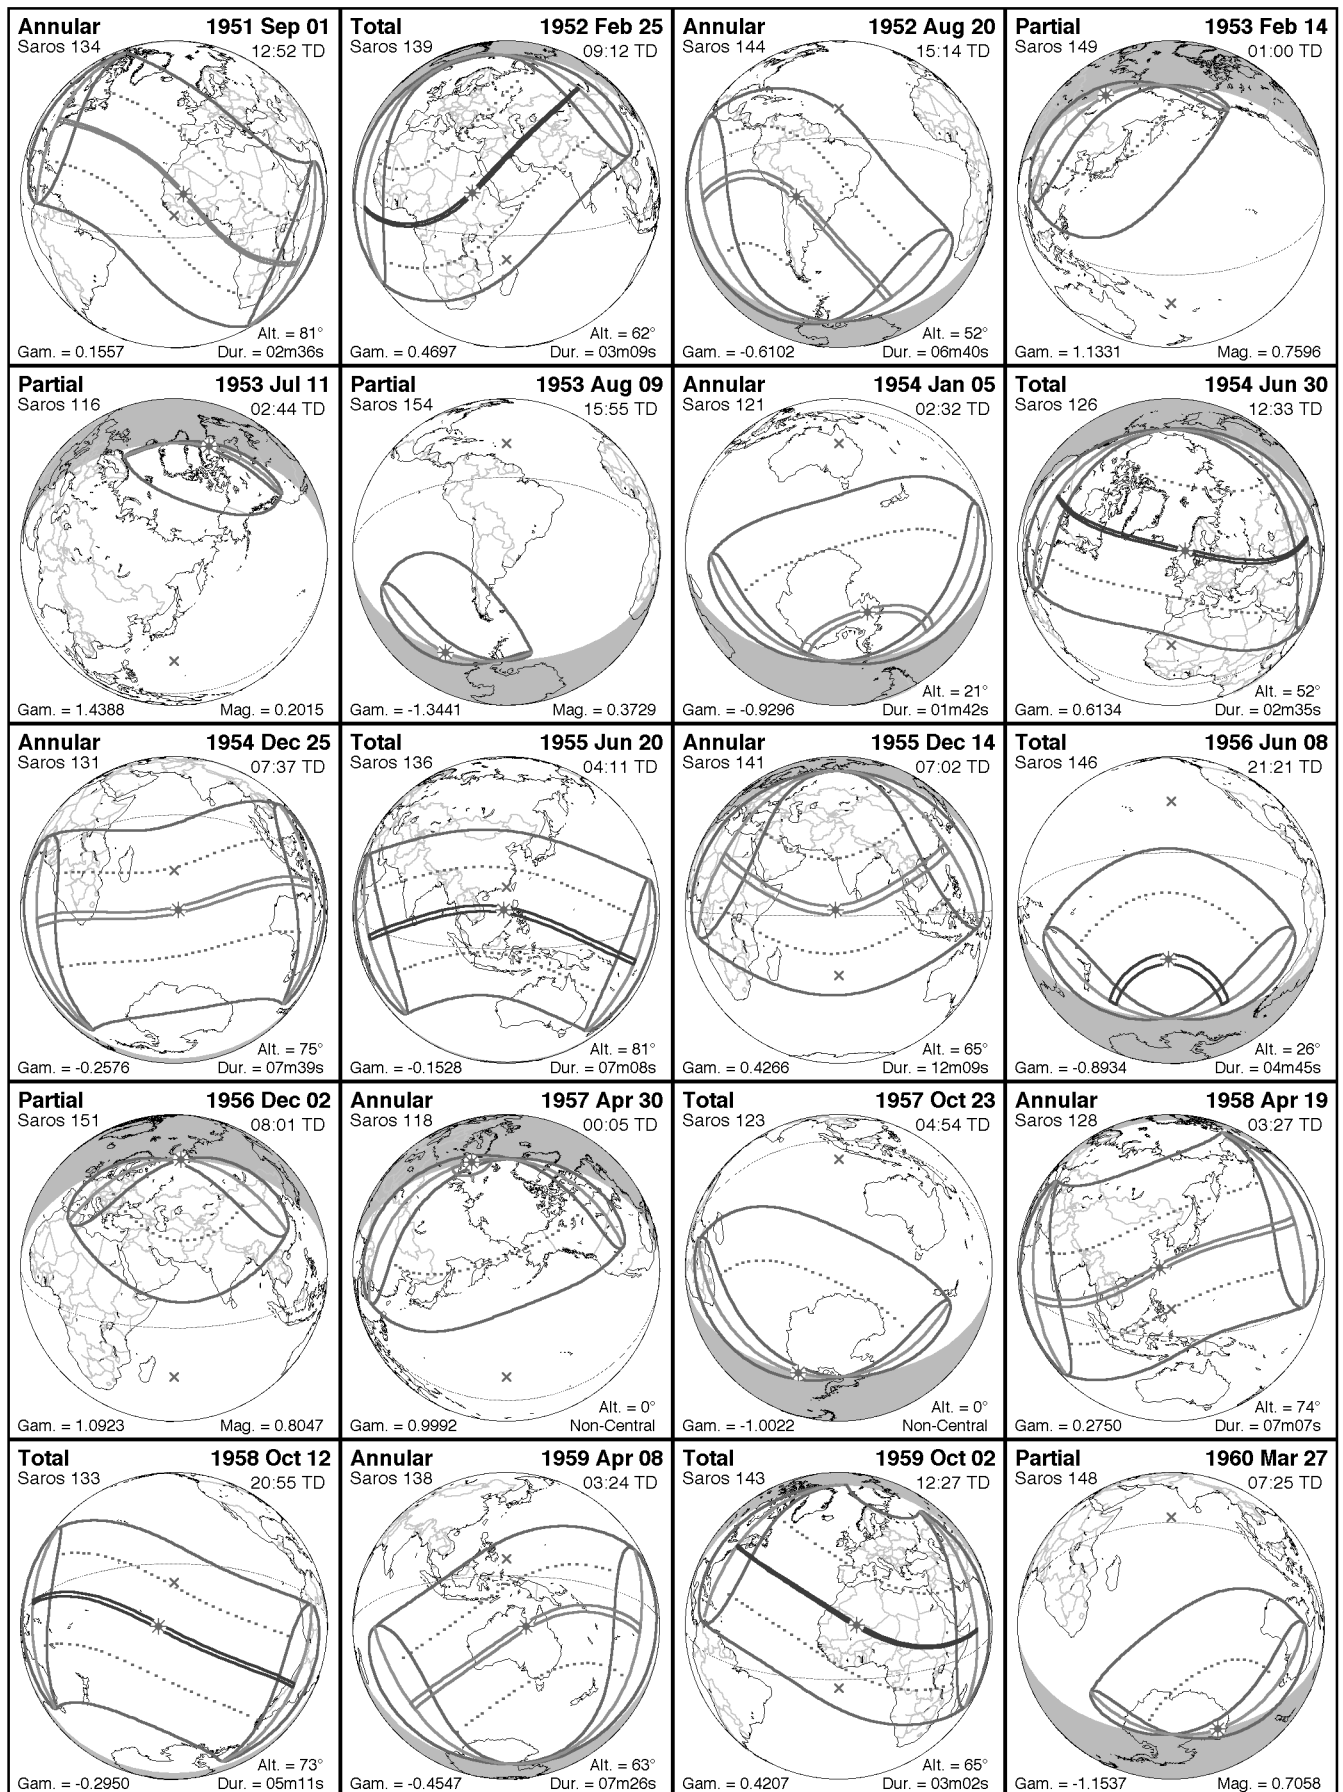 Annular 1951 Sep 01
Saros 134 12:52 TD
Alt. = 81°
Gam. = 0.1557 Dur. = 02m36s
Total 1952 Feb 25
Saros 139 09:12 TD
Alt. = 62°
Gam. = 0.4697 Dur. = 03m09s
Annular 1952 Aug 20
Saros 144 15:14 TD
Alt. = 52°
Gam. = -0.6102 Dur. = 06m40s
Partial 1953 Feb 14
Saros 149 01:00 TD
Gam. = 1.1331 Mag. = 0.7596
Partial 1953 Jul 11
Saros 116 02:44 TD
Gam. = 1.4388 Mag. = 0.2015
Partial 1953 Aug 09
Saros 154 15:55 TD
Gam. = -1.3441 Mag. = 0.3729
Annular 1954 Jan 05
Saros 121 02:32 TD
Alt. = 21°
Gam. = -0.9296 Dur. = 01m42s
Total 1954 Jun 30
Saros 126 12:33 TD
Alt. = 52°
Gam. = 0.6134 Dur. = 02m35s
Annular 1954 Dec 25
Saros 131 07:37 TD
Alt. = 75°
Gam. = -0.2576 Dur. = 07m39s
Total 1955 Jun 20
Saros 136 04:11 TD
Alt. = 81°
Gam. = -0.1528 Dur. = 07m08s
Annular 1955 Dec 14
Saros 141 07:02 TD
Alt. = 65°
Gam. = 0.4266 Dur. = 12m09s
Total 1956 Jun 08
Saros 146 21:21 TD
Alt. = 26°
Gam. = -0.8934 Dur. = 04m45s
Partial 1956 Dec 02
Saros 151 08:01 TD
Gam. = 1.0923 Mag. = 0.8047
Annular 1957 Apr 30
Saros 118 00:05 TD
Alt. = 0°
Gam. = 0.9992 Non-Central
Total 1957 Oct 23
Saros 123 04:54 TD
Alt. = 0°
Gam. = -1.0022 Non-Central
Annular 1958 Apr 19
Saros 128 03:27 TD
Alt. = 74°
Gam. = 0.2750 Dur. = 07m07s
Total 1958 Oct 12
Saros 133 20:55 TD
Alt. = 73°
Gam. = -0.2950 Dur. = 05m11s
Annular 1959 Apr 08
Saros 138 03:24 TD
Alt. = 63°
Gam. = -0.4547 Dur. = 07m26s
Total 1959 Oct 02
Saros 143 12:27 TD
Alt. = 65°
Gam. = 0.4207 Dur. = 03m02s
Partial 1960 Mar 27
Saros 148 07:25 TD
Gam. = -1.1537 Mag. = 0.7058